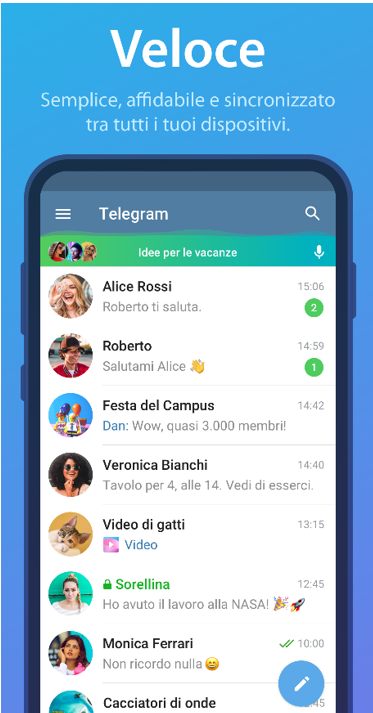 Veloce
Semplice, affidabile e sincronizzato
tra tutti i tuoi dispositivi.
Telegram
Idee per le vacanze
Alice Rossi 15:06
Roberto ti saluta. 2
Roberto 14:59
Salutami Alice 👋 1
Festa del Campus 14:42
Dan: Wow, quasi 3.000 membri!
Veronica Bianchi 14:40
Tavolo per 4, alle 14. Vedi di esserci.
Video di gatti 13:15
Video
Sorellina 12:45
Ho avuto il lavoro alla NASA! 🎉🚀
Monica Ferrari 10:00
Non ricordo nulla 😄
Cacciatori di onde